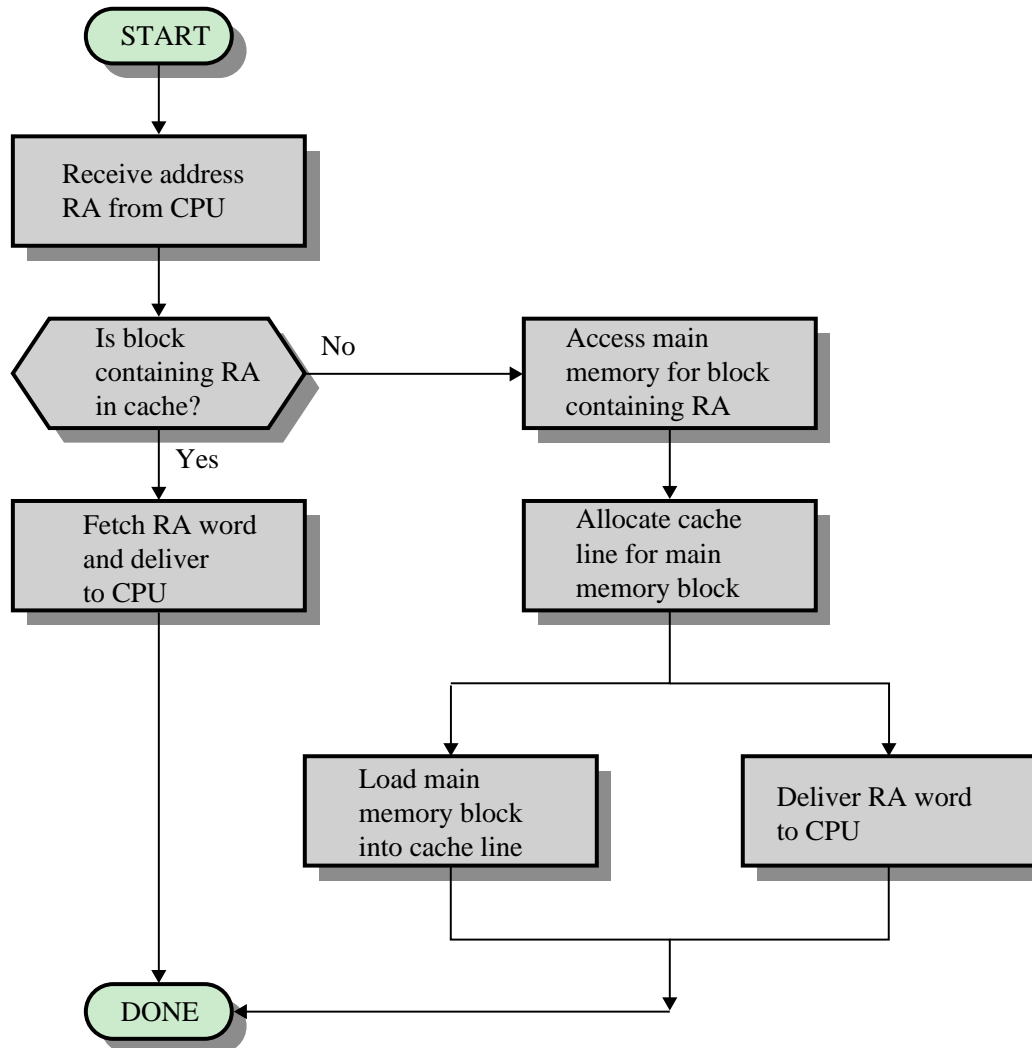 START
Receive address
RA from CPU
Is block
containing RA
in cache?
No
Access main
memory for block
containing RA
Yes
Fetch RA word
and deliver
to CPU
Allocate cache
line for main
memory block
Load main
memory block
into cache line
Deliver RA word
to CPU
DONE